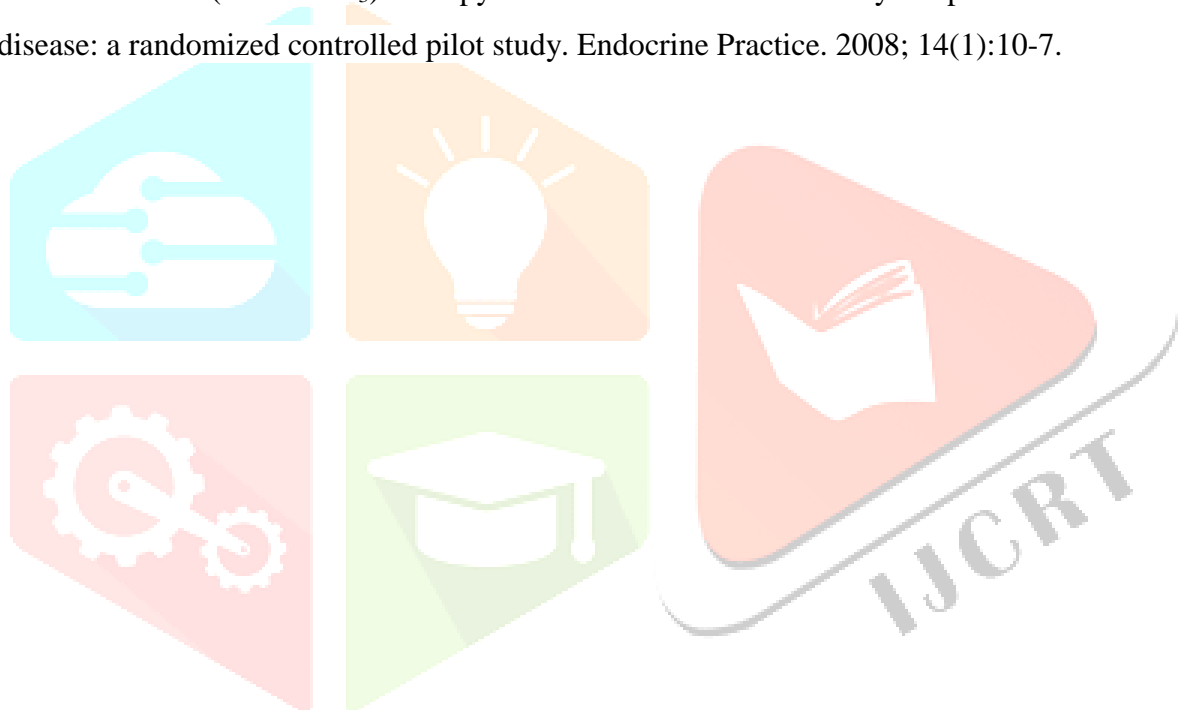 disease: a randomized controlled pilot study. Endocrine Practice. 2008; 14(1):10-7.
IJCRT